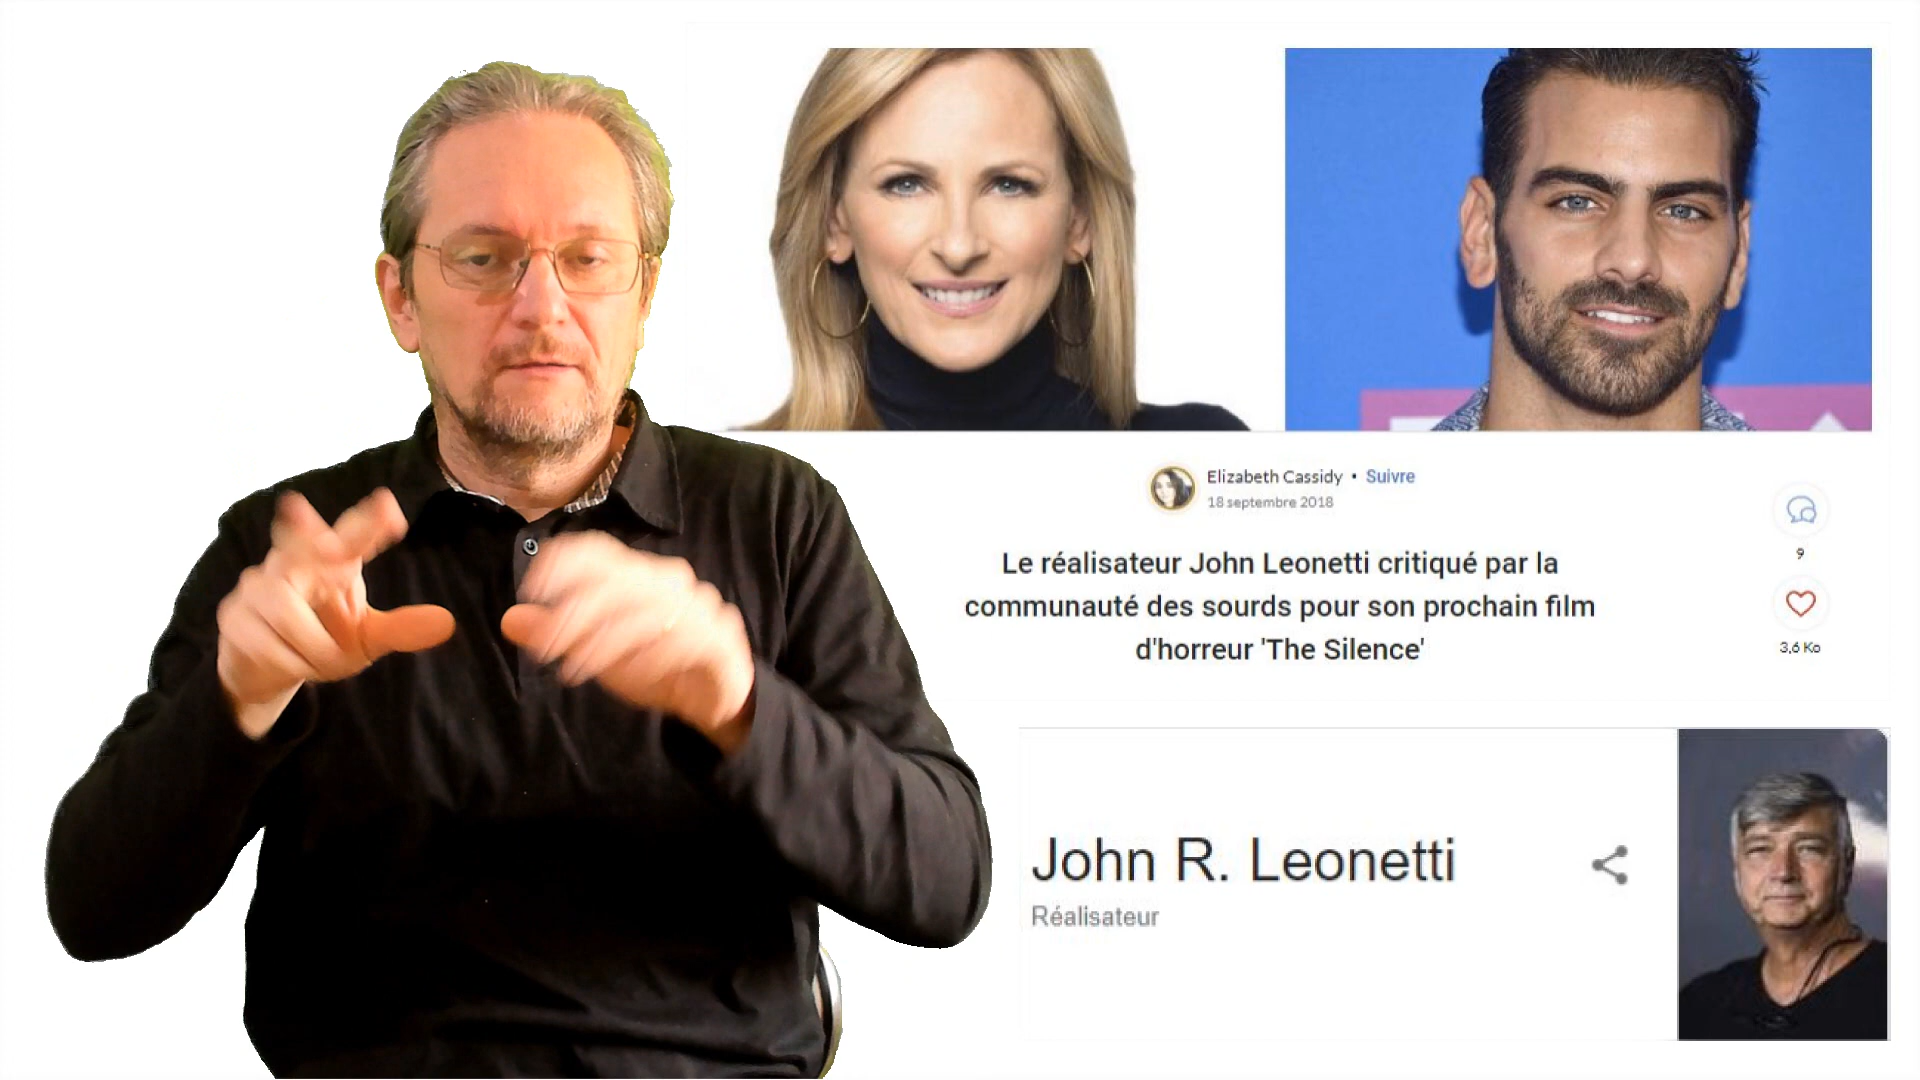 Elizabeth Cassidy • Suivre
18 septembre 2018
9
Le réalisateur John Leonetti critiqué par la
communauté des sourds pour son prochain film
d'horreur 'The Silence'
3,6 Ko
John R. Leonetti
Réalisateur